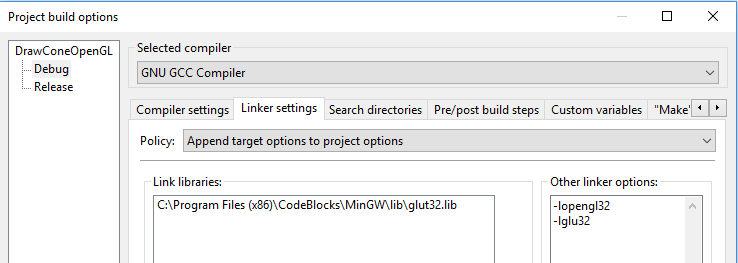 Project build options
DrawConeOpenGL
Debug
Release
Selected compiler
GNU GCC Compiler
Compiler settings Linker settings Search directories Pre/post build steps Custom variables "Make"
Policy: Append target options to project options
Link libraries:
C:\Program Files (x86)\CodeBlocks\MinGW\lib\glut32.lib
Other linker options:
-lopengl32
-lglu32